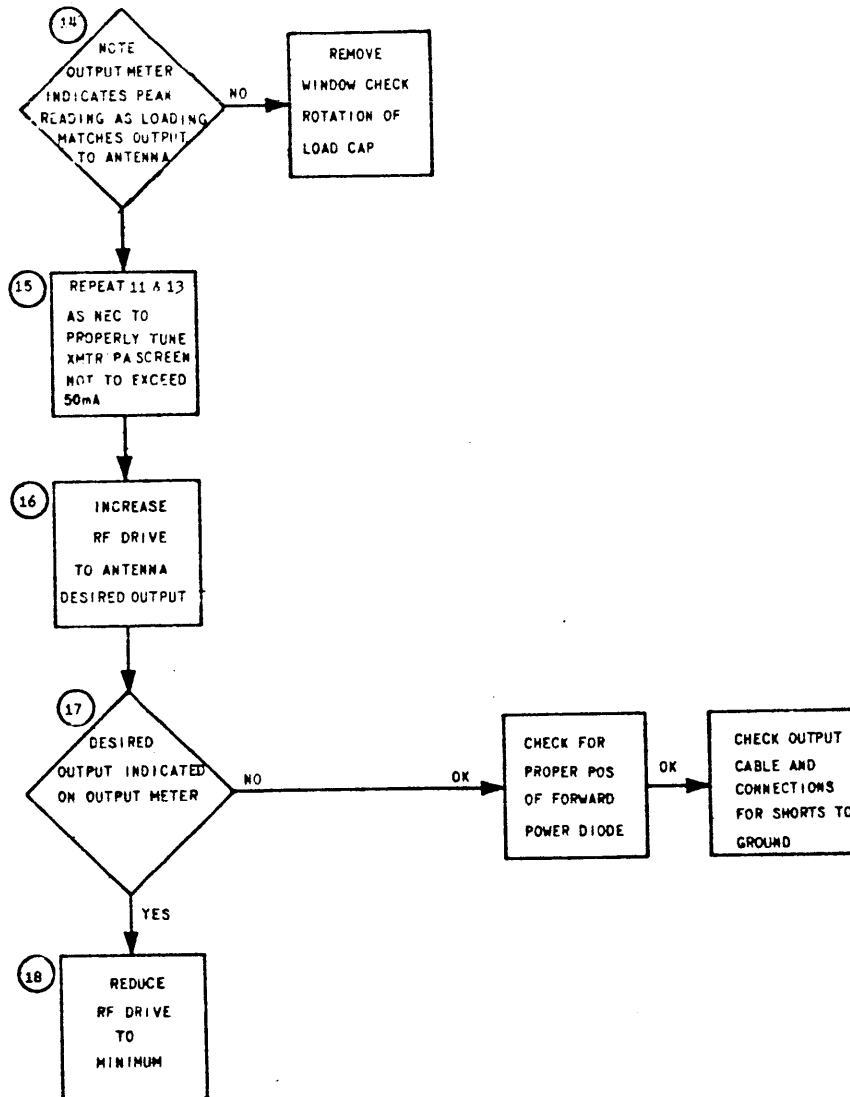 14
NOTE
OUTPUT METER
INDICATES PEAK
READING AS LOADING
MATCHES OUTPUT
TO ANTENNA
NO
REMOVE
WINDOW CHECK
ROTATION OF
LOAD CAP
15
REPEAT 11 & 13
AS NEC TO
PROPERLY TUNE
XMTR PA SCREEN
NOT TO EXCEED
50mA
16
INCREASE
RF DRIVE
TO ANTENNA
DESIRED OUTPUT
17
DESIRED
OUTPUT INDICATED
ON OUTPUT METER
NO
OK
CHECK FOR
PROPER POS
OF FORWARD
POWER DIODE
OK
CHECK OUTPUT
CABLE AND
CONNECTIONS
FOR SHORTS TO
GROUND
YES
18
REDUCE
RF DRIVE
TO
MINIMUM